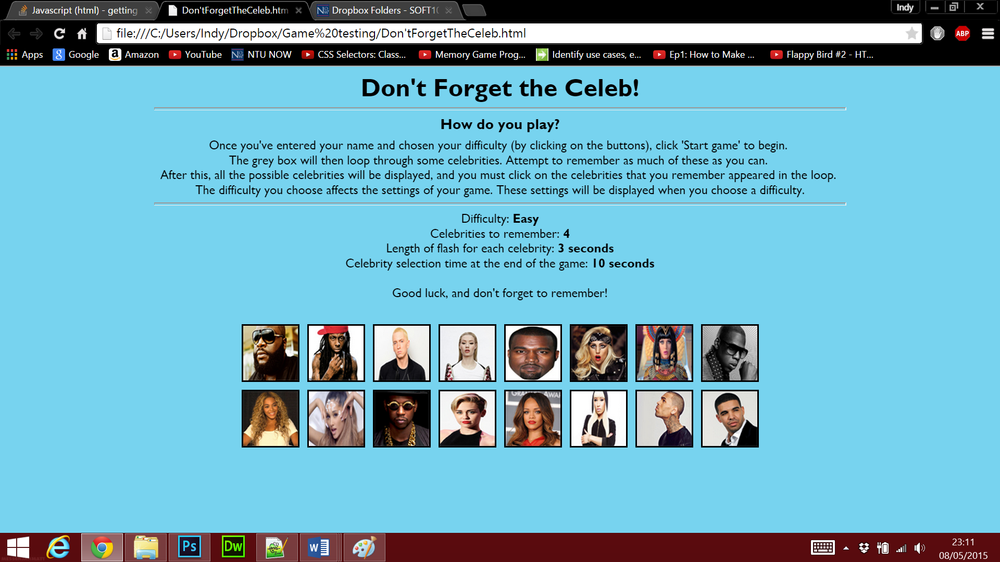 Javascript (html) - getting
Don'tForgetTheCeleb.htm
Dropbox Folders - SOFT10
Indy
file:///C:/Users/Indy/Dropbox/Game%20testing/Don'tForgetTheCeleb.html
ABP
Apps
Google
Amazon
YouTube
NTU NOW
CSS Selectors: Class...
Memory Game Prog...
Identify use cases, e...
Ep1: How to Make ...
Flappy Bird #2 - HT...
Don't Forget the Celeb!
How do you play?
Once you've entered your name and chosen your difficulty (by clicking on the buttons), click 'Start game' to begin.
The grey box will then loop through some celebrities. Attempt to remember as much of these as you can.
After this, all the possible celebrities will be displayed, and you must click on the celebrities that you remember appeared in the loop.
The difficulty you choose affects the settings of your game. These settings will be displayed when you choose a difficulty.
Difficulty: Easy
Celebrities to remember: 4
Length of flash for each celebrity: 3 seconds
Celebrity selection time at the end of the game: 10 seconds
Good luck, and don't forget to remember!
Ps
Dw
23:11
08/05/2015